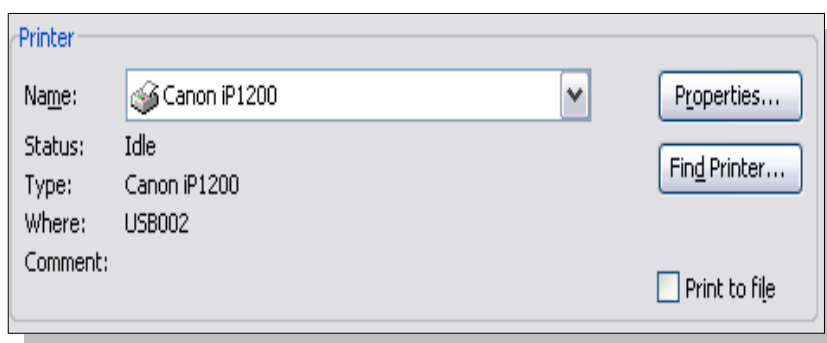 Printer
Name: Canon iP1200 Properties...
Status: Idle
Find Printer...
Type: Canon iP1200
Where: USB002
Comment:
Print to file